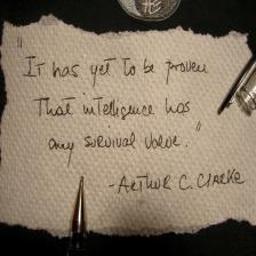 "It has yet to be proven
That intelligence has
any survival value."
-Arthur C. Clarke